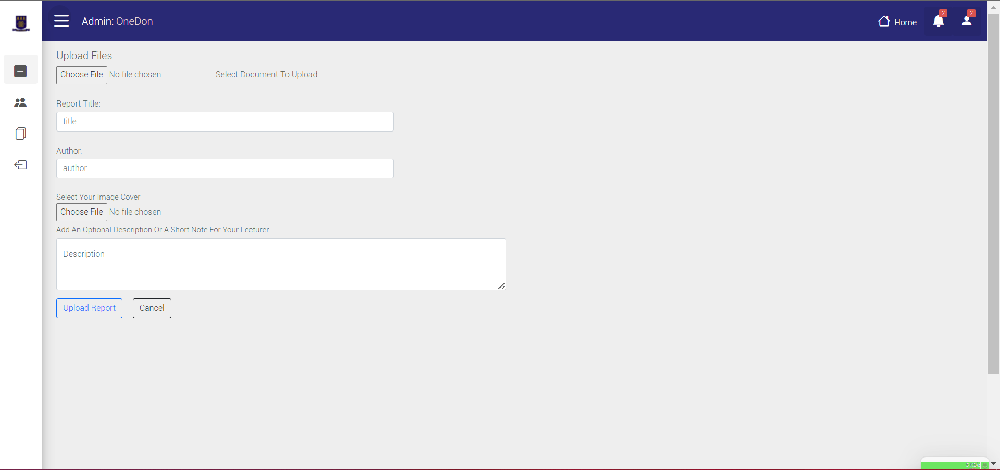 Admin: OneDon
Home
2
2
Upload Files
Choose File No file chosen
Select Document To Upload
Report Title:
title
Author:
author
Select Your Image Cover
Choose File No file chosen
Add An Optional Description Or A Short Note For Your Lecturer:
Description
Upload Report
Cancel
5 KB/s